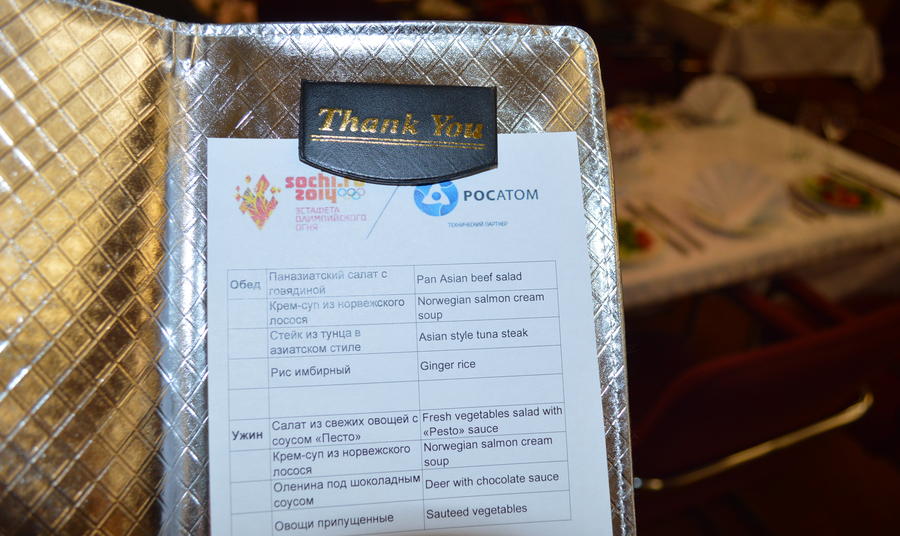 Thank You
sochi.ru
2014
ЭСТАФЕТА
ОЛИМПИЙСКОГО
ОГНЯ
РОСАТОМ
ТЕХНИЧЕСКИЙ ПАРТНЕР
Обед Паназиатский салат с говядиной Pan Asian beef salad
Крем-суп из норвежского лосося Norwegian salmon cream soup
Стейк из тунца в азиатском стиле Asian style tuna steak
Рис имбирный Ginger rice
Ужин Салат из свежих овощей с соусом «Песто» Fresh vegetables salad with «Pesto» sauce
Крем-суп из норвежского лосося Norwegian salmon cream soup
Оленина под шоколадным соусом Deer with chocolate sauce
Овощи припущенные Sauteed vegetables